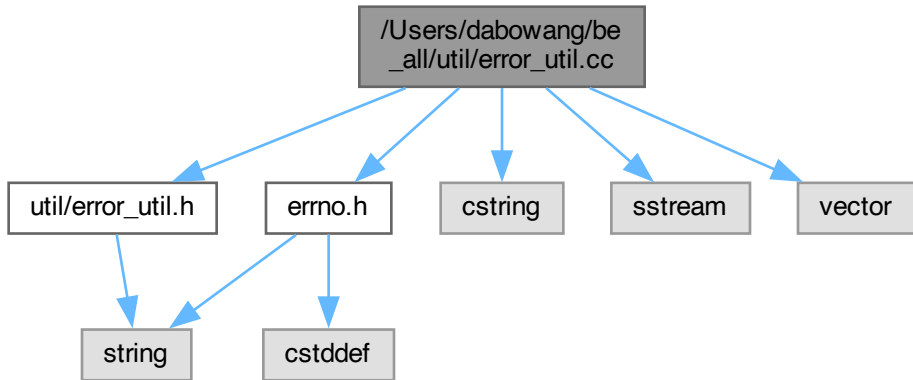 /Users/dabowang/be
_all/util/error_util.cc
util/error_util.h
errno.h
cstring
sstream
vector
string
cstddef